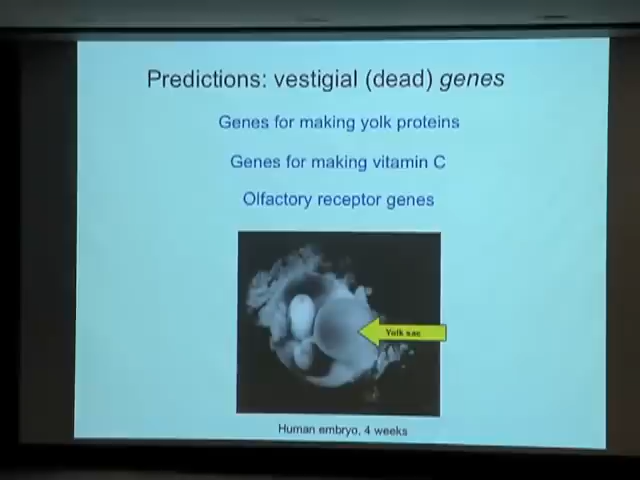 Predictions: vestigial (dead) genes
Genes for making yolk proteins
Genes for making vitamin C
Olfactory receptor genes
Yolk sac
Human embryo, 4 weeks